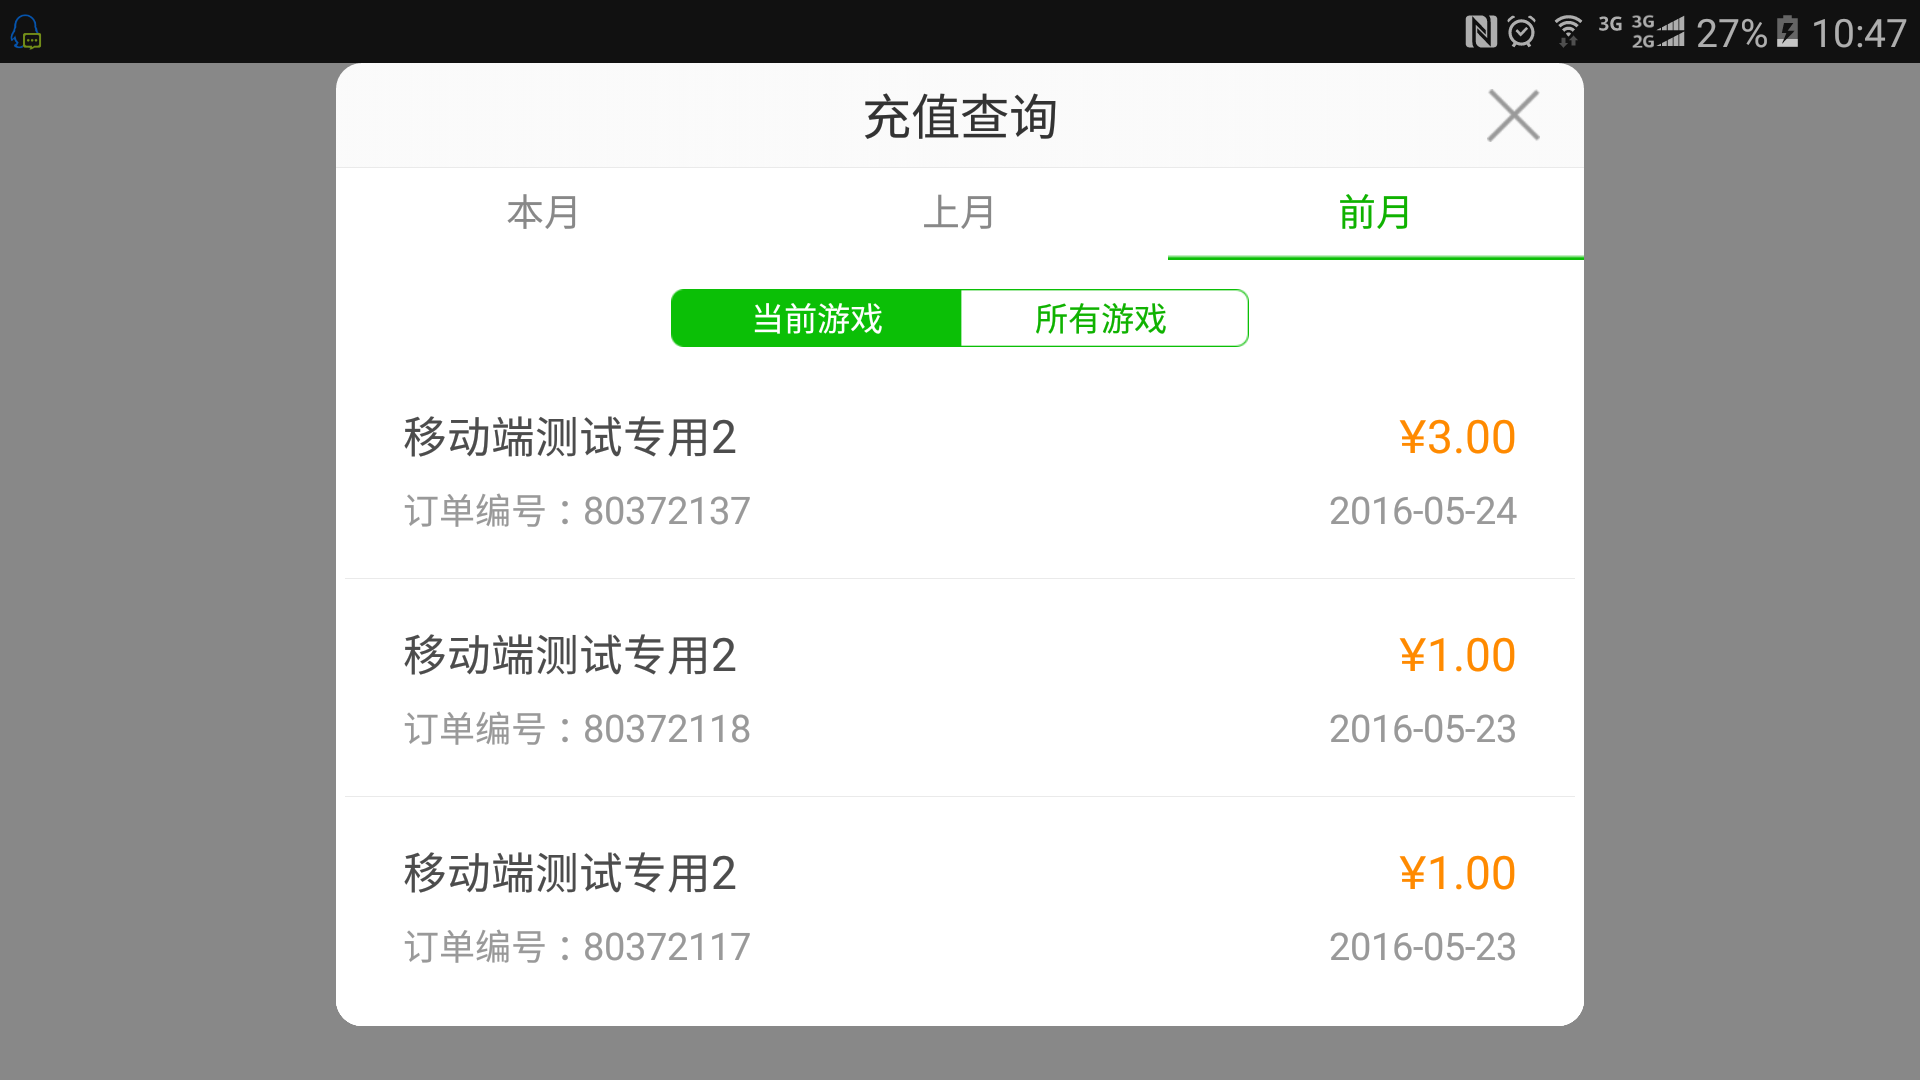 3G 3G 2G 27% 10:47
充值查询
本月 上月 前月
当前游戏 所有游戏
移动端测试专用2 ¥3.00
订单编号：80372137 2016-05-24
移动端测试专用2 ¥1.00
订单编号：80372118 2016-05-23
移动端测试专用2 ¥1.00
订单编号：80372117 2016-05-23